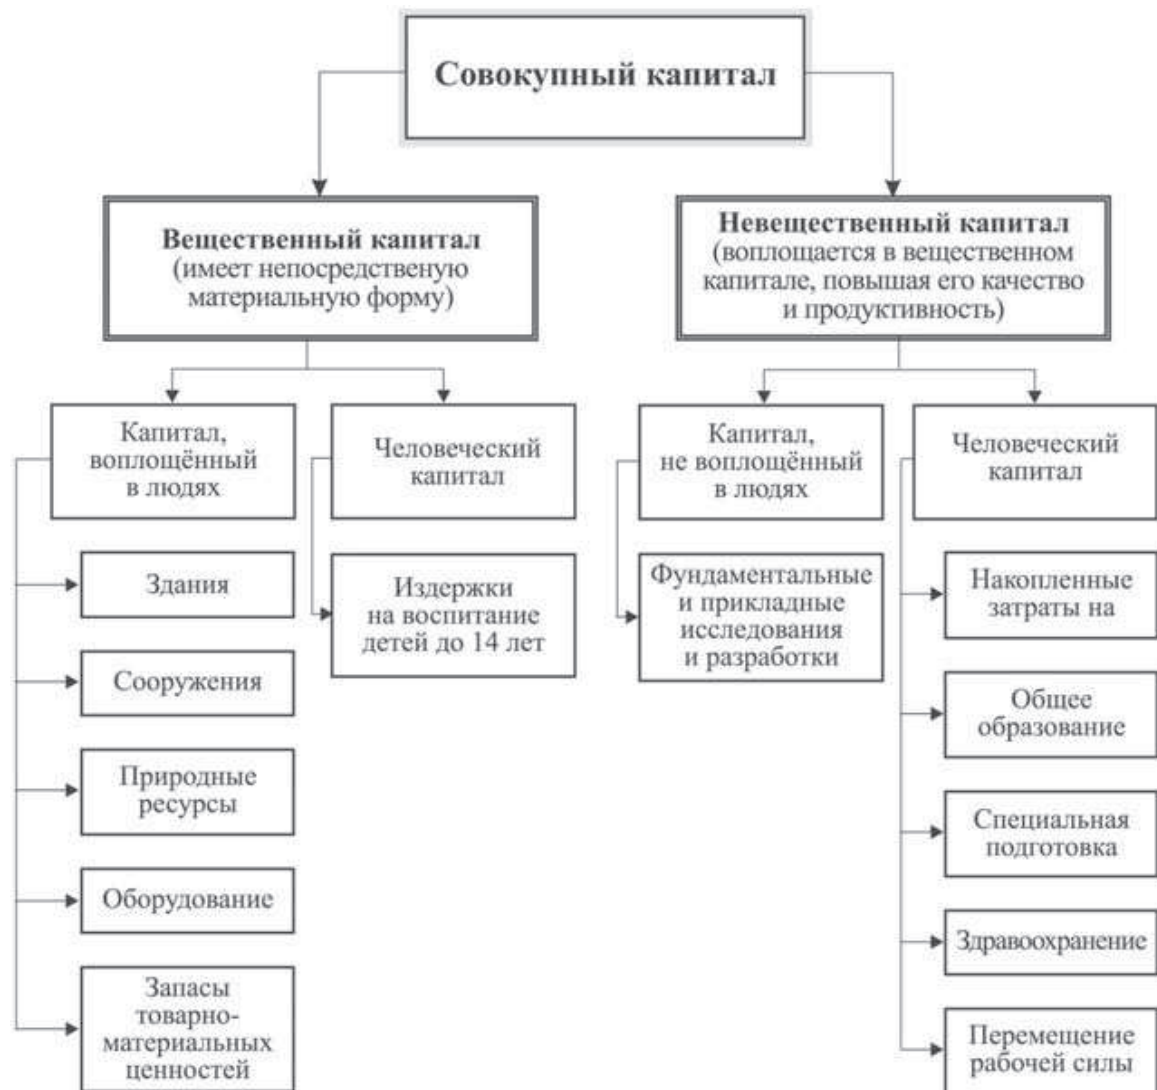 Совокупный капитал
Вещественный капитал
(имеет непосредственую
материальную форму)
Невещественный капитал
(воплощается в вещественном
капитале, повышая его качество
и продуктивность)
Капитал,
воплощённый
в людях
Человеческий
капитал
Капитал,
не воплощённый
в людях
Человеческий
капитал
Здания
Сооружения
Природные
ресурсы
Оборудование
Запасы
товарно-
материальных
ценностей
Издержки
на воспитание
детей до 14 лет
Фундаментальные
и прикладные
исследования
и разработки
Накопленные
затраты на
Общее
образование
Специальная
подготовка
Здравоохранение
Перемещение
рабочей силы